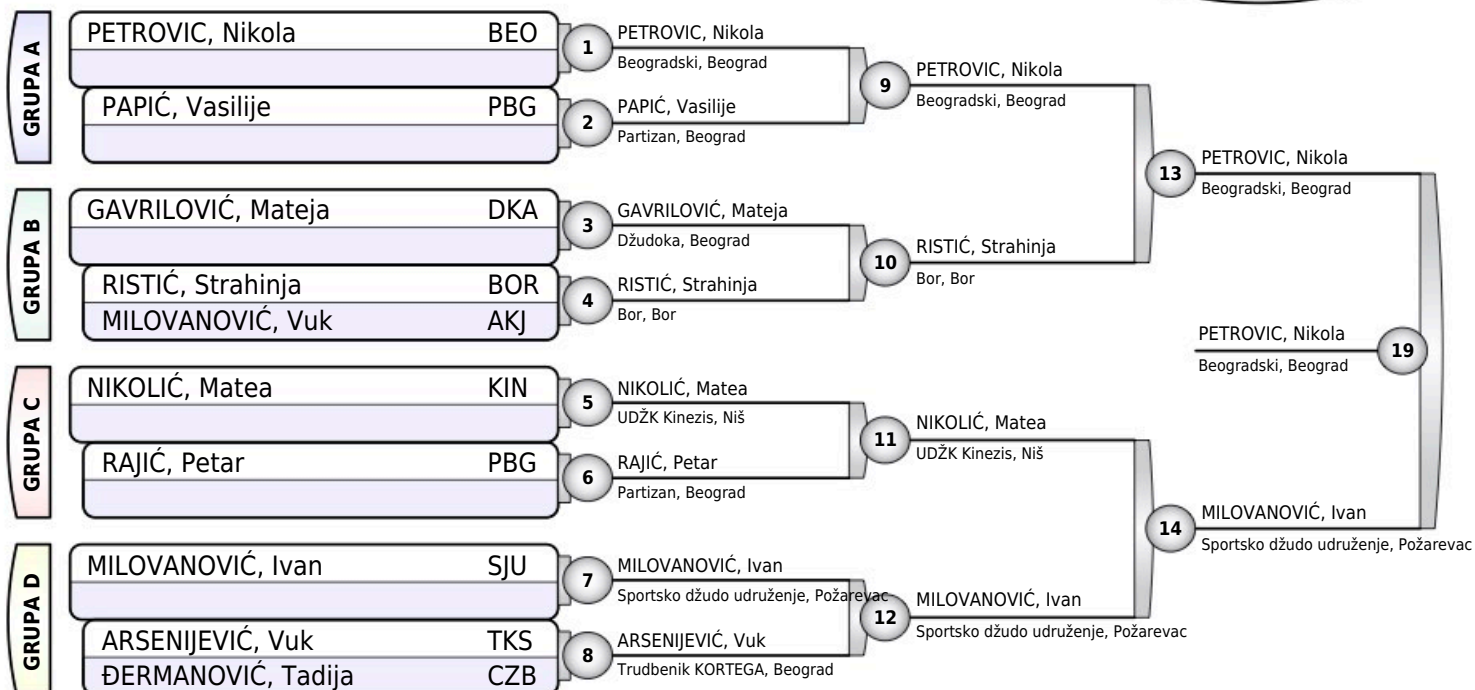 GRUPA A
PETROVIC, Nikola BEO
PAPIĆ, Vasilije PBG
GRUPA B
GAVRILOVIĆ, Mateja DKA
RISTIĆ, Strahinja BOR
MILOVANOVIĆ, Vuk AKJ
GRUPA C
NIKOLIĆ, Matea KIN
RAJIĆ, Petar PBG
GRUPA D
MILOVANOVIĆ, Ivan SJU
ARSENIJEVIĆ, Vuk TKS
ĐERMANOVIĆ, Tadija CZB
1
PETROVIC, Nikola
Beogradski, Beograd
2
PAPIĆ, Vasilije
Partizan, Beograd
3
GAVRILOVIĆ, Mateja
Džudoka, Beograd
4
RISTIĆ, Strahinja
Bor, Bor
5
NIKOLIĆ, Matea
UDŽK Kinezis, Niš
6
RAJIĆ, Petar
Partizan, Beograd
7
MILOVANOVIĆ, Ivan
Sportsko džudo udruženje, Požarevac
8
ARSENIJEVIĆ, Vuk
Trudbenik KORTEGA, Beograd
9
PETROVIC, Nikola
Beogradski, Beograd
10
RISTIĆ, Strahinja
Bor, Bor
11
NIKOLIĆ, Matea
UDŽK Kinezis, Niš
12
MILOVANOVIĆ, Ivan
Sportsko džudo udruženje, Požarevac
13
PETROVIC, Nikola
Beogradski, Beograd
14
MILOVANOVIĆ, Ivan
Sportsko džudo udruženje, Požarevac
PETROVIC, Nikola
Beogradski, Beograd
19